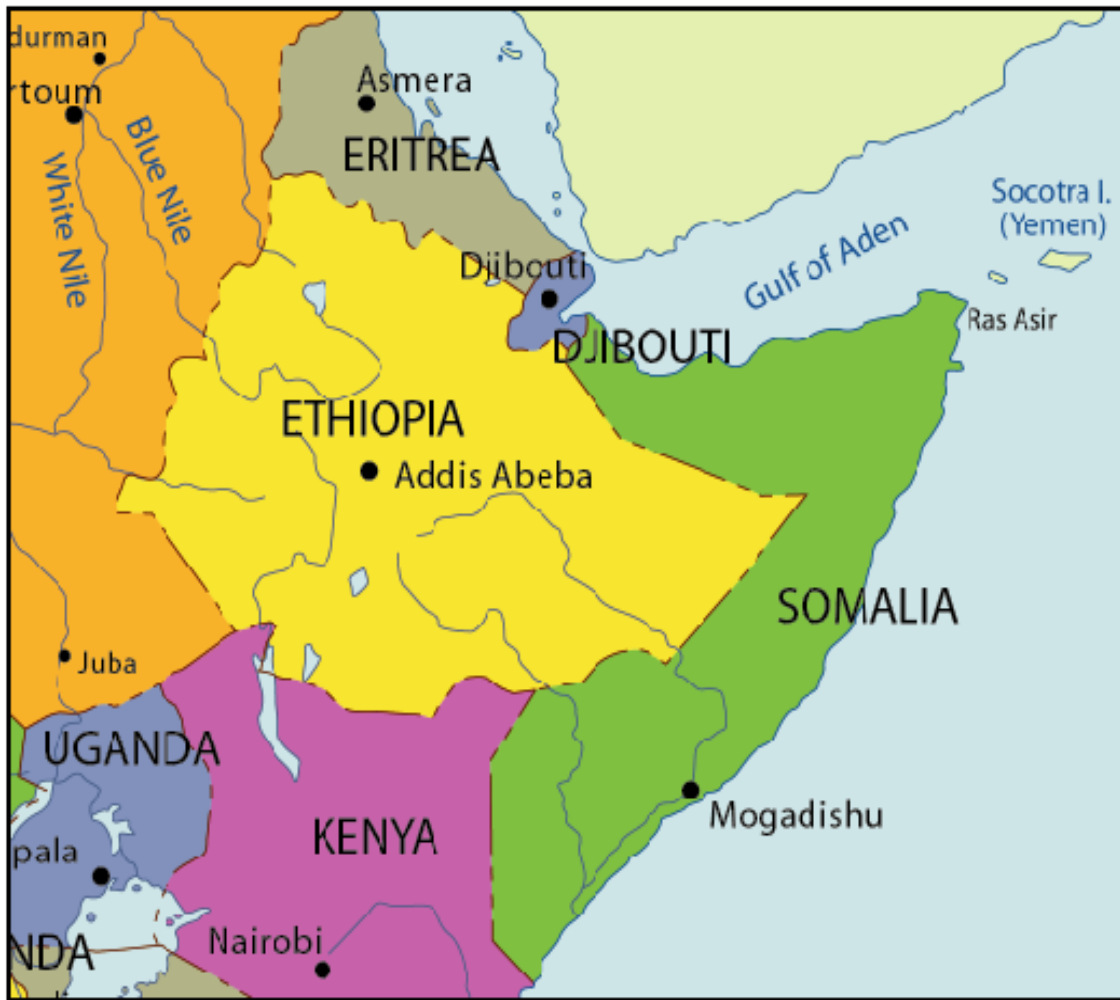 durman
Asmera
rtoum
Blue Nile
ERITREA
White Nile
Socotra I.
(Yemen)
Gulf of Aden
Djibouti
Ras Asir
DJIBOUTI
ETHIOPIA
Addis Abeba
SOMALIA
Juba
UGANDA
Mogadishu
KENYA
pala
Nairobi
NDA